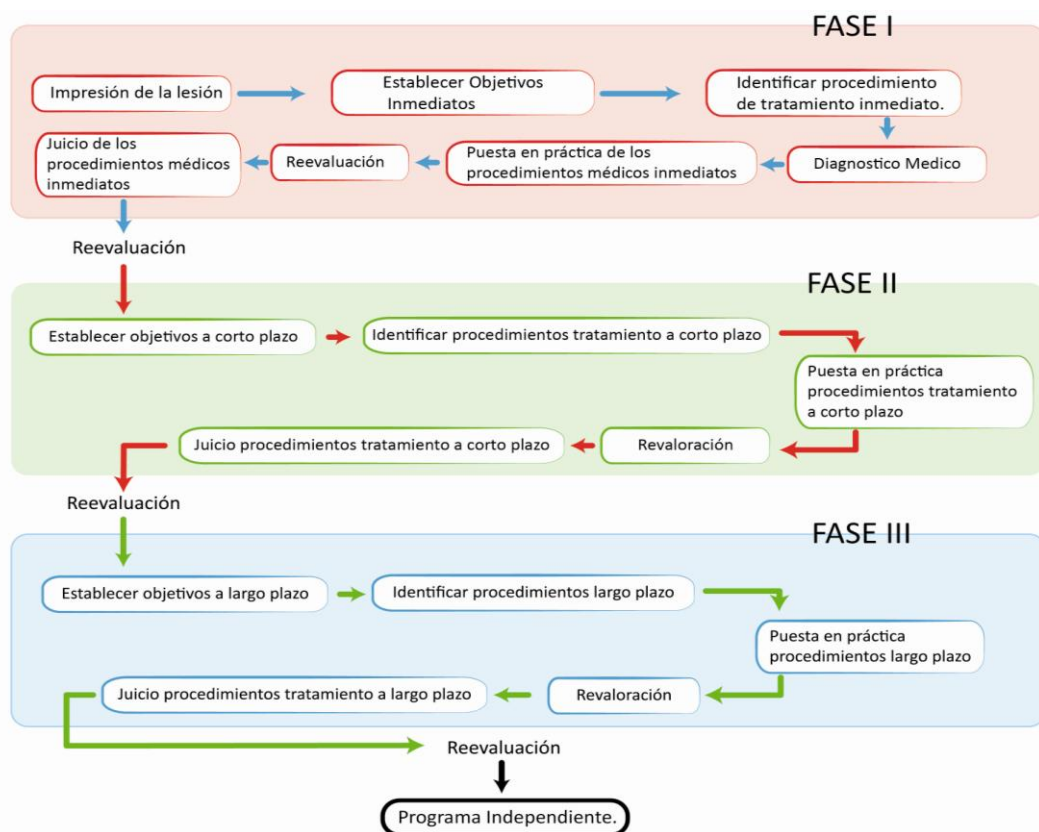 FASE I
Impresión de la lesión
Establecer Objetivos
Inmediatos
Identificar procedimiento
de tratamiento inmediato.
Diagnostico Medico
Puesta en práctica de los
procedimientos médicos inmediatos
Reevaluación
Juicio de los
procedimientos médicos
inmediatos
Reevaluación
FASE II
Establecer objetivos a corto plazo
Identificar procedimientos tratamiento a corto plazo
Puesta en práctica
procedimientos tratamiento
a corto plazo
Revaloración
Juicio procedimientos tratamiento a corto plazo
Reevaluación
FASE III
Establecer objetivos a largo plazo
Identificar procedimientos largo plazo
Puesta en práctica
procedimientos largo plazo
Revaloración
Juicio procedimientos tratamiento a largo plazo
Reevaluación
Programa Independiente.